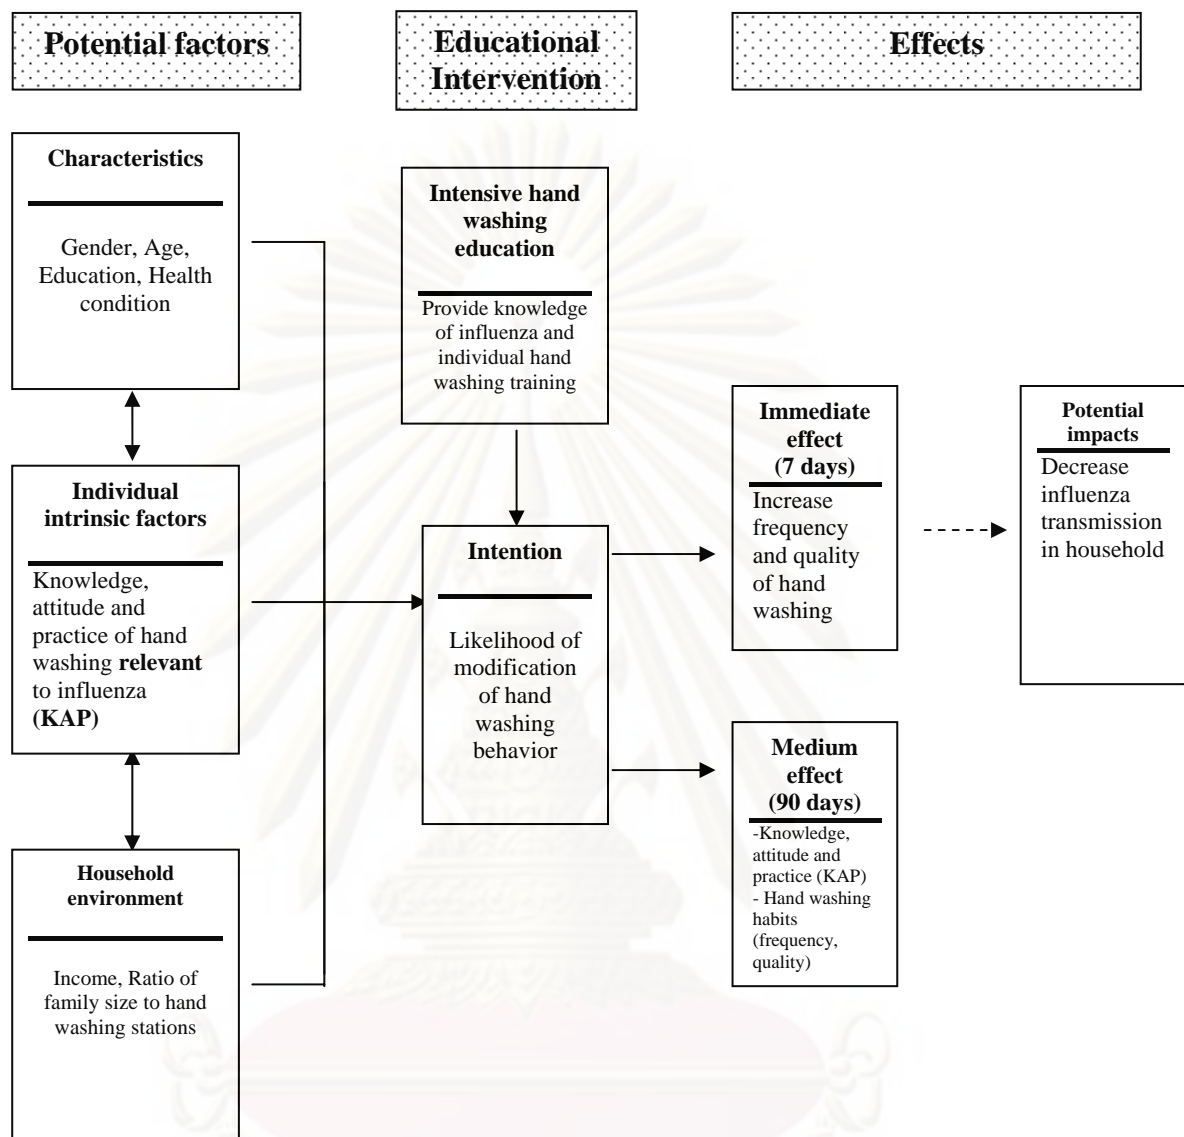 Potential factors
Educational
Intervention
Effects
Characteristics
Gender, Age,
Education, Health
condition
Individual
intrinsic factors
Knowledge,
attitude and
practice of hand
washing relevant
to influenza
(KAP)
Household
environment
Income, Ratio of
family size to hand
washing stations
Intensive hand
washing
education
Provide knowledge
of influenza and
individual hand
washing training
Intention
Likelihood of
modification
of hand
washing
behavior
Immediate
effect
(7 days)
Increase
frequency
and quality
of hand
washing
Medium
effect
(90 days)
-Knowledge,
attitude and
practice (KAP)
- Hand washing
habits
(frequency,
quality)
Potential
impacts
Decrease
influenza
transmission
in household